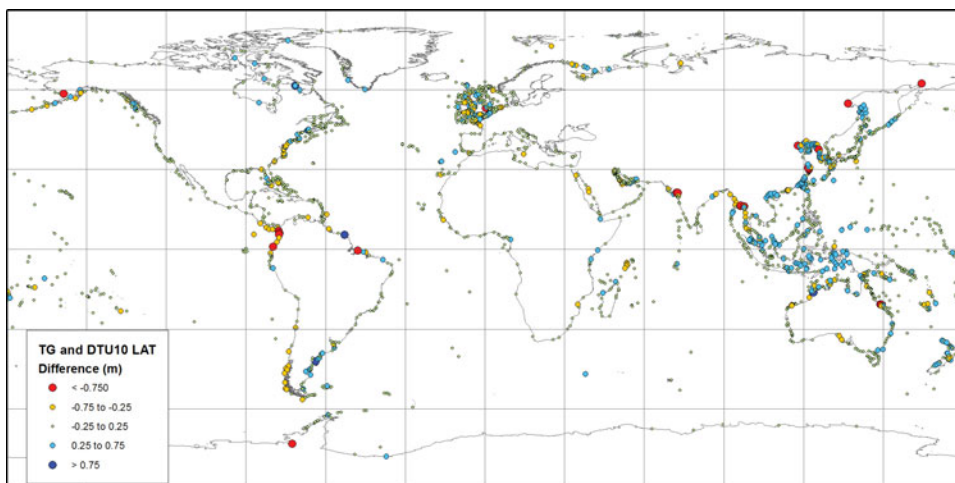 TG and DTU10 LAT
Difference (m)
< -0.750
-0.75 to -0.25
-0.25 to 0.25
0.25 to 0.75
> 0.75